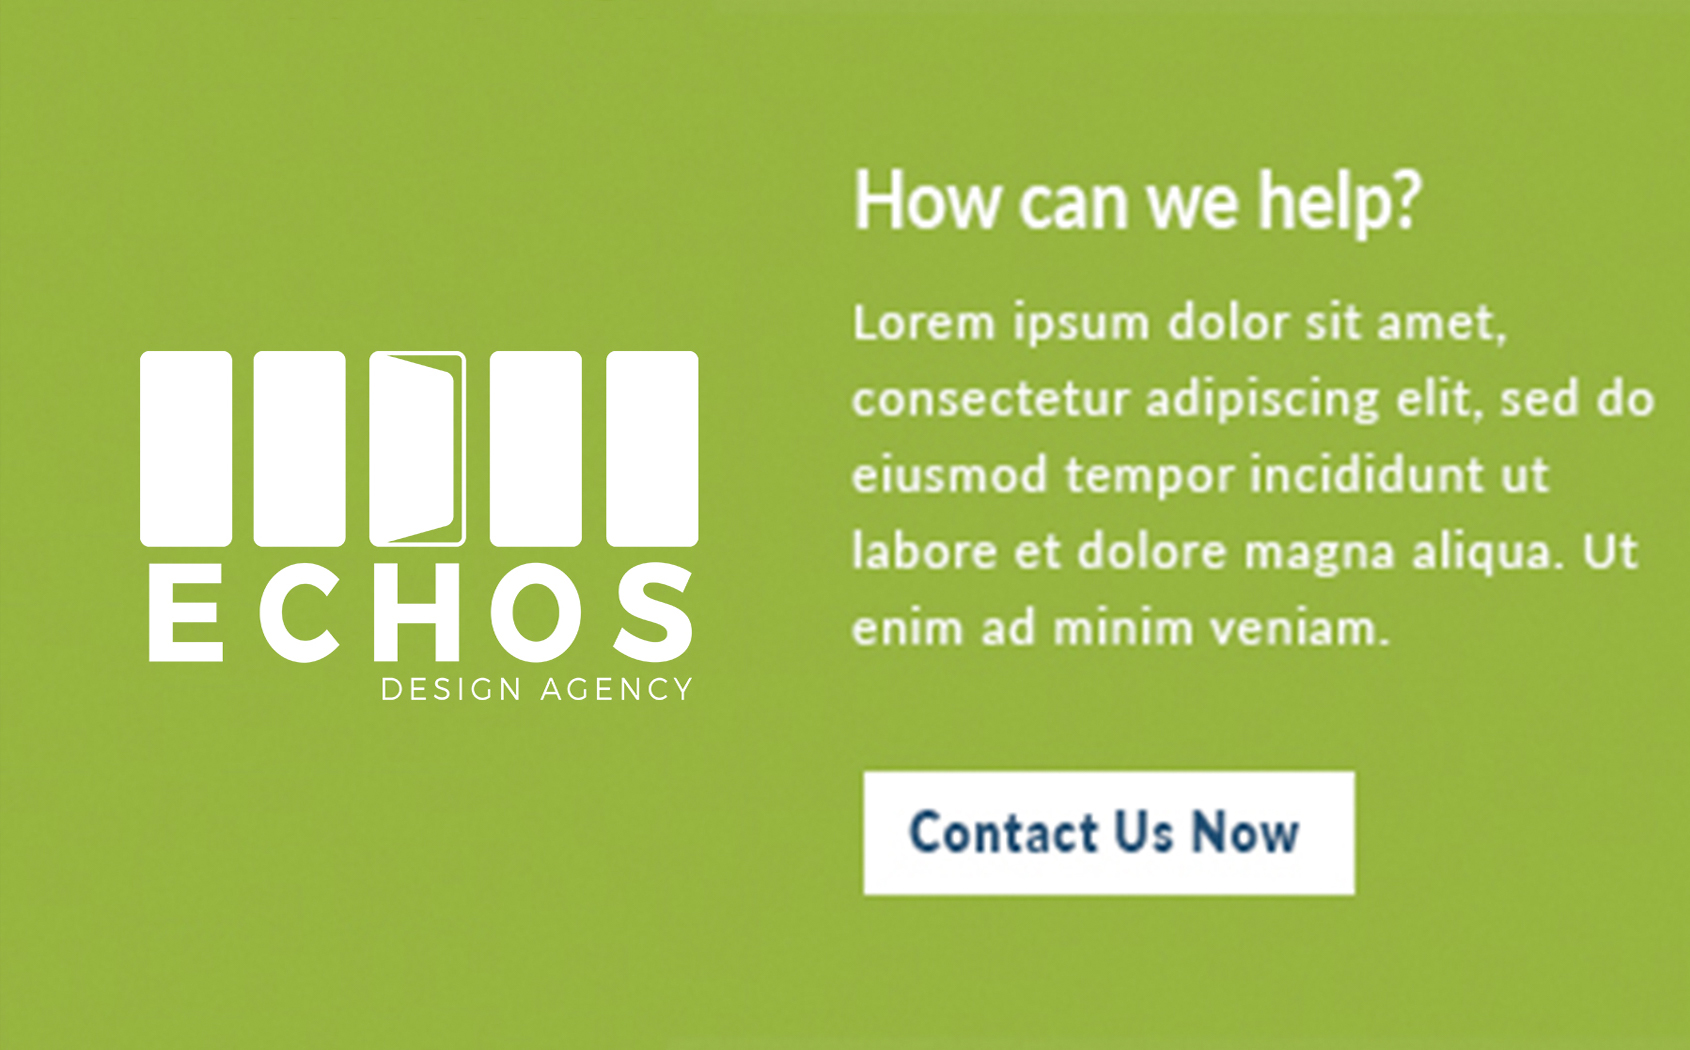 ECHOS
DESIGN AGENCY
How can we help?
Lorem ipsum dolor sit amet,
consectetur adipiscing elit, sed do
eiusmod tempor incididunt ut
labore et dolore magna aliqua. Ut
enim ad minim veniam.
Contact Us Now